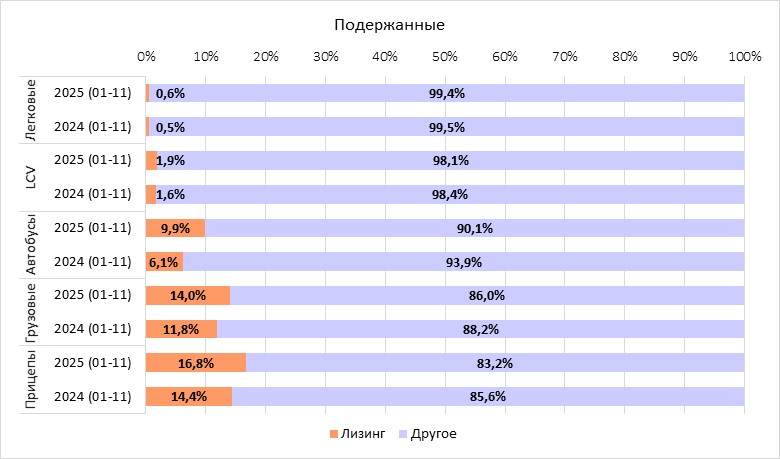 Подержанные
0% 10% 20% 30% 40% 50% 60% 70% 80% 90% 100%
Легковые
2025 (01-11) 0,6% 99,4%
2024 (01-11) 0,5% 99,5%
LCV
2025 (01-11) 1,9% 98,1%
2024 (01-11) 1,6% 98,4%
Автобусы
2025 (01-11) 9,9% 90,1%
2024 (01-11) 6,1% 93,9%
Грузовые
2025 (01-11) 14,0% 86,0%
2024 (01-11) 11,8% 88,2%
Прицепы
2025 (01-11) 16,8% 83,2%
2024 (01-11) 14,4% 85,6%
Лизинг Другое